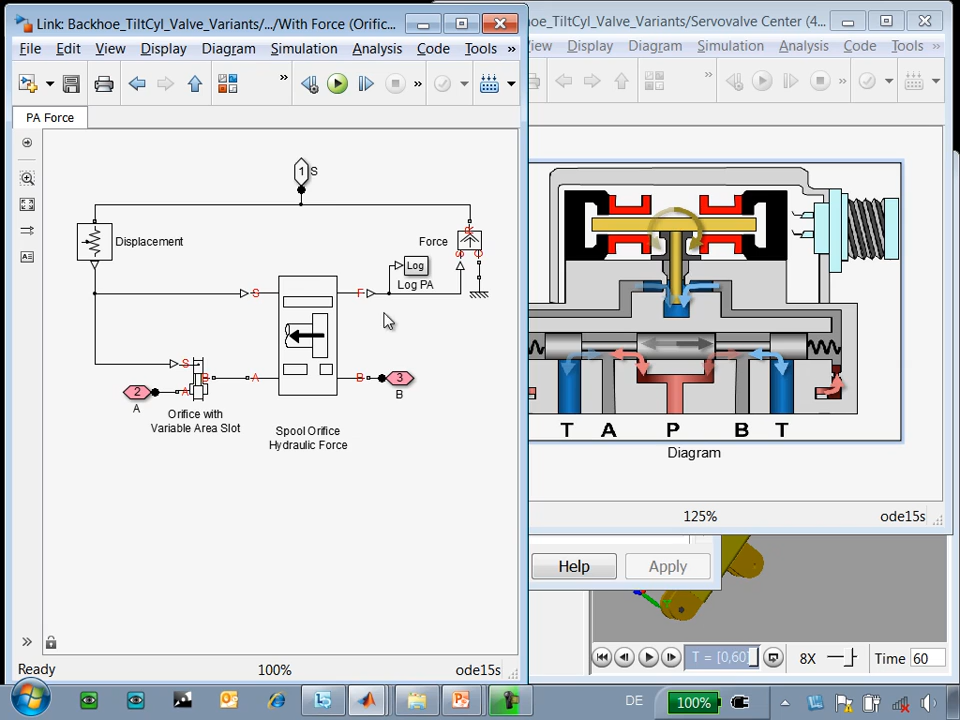 Link: Backhoe_TiltCyl_Valve_Variants/.../With Force (Orific...
File Edit View Display Diagram Simulation Analysis Code Tools »
PA Force
1 S
Displacement
Force
S
Log
Log PA
S F
S
B
A
2
A
A B
3
B
Orifice with
Variable Area Slot
Spool Orifice
Hydraulic Force
Ready 100% ode15s
oe_TiltCyl_Valve_Variants/Servovalve Center (4...
View Display Diagram Simulation Analysis Code Tools »
T A P B T
Diagram
125% ode15s
Help Apply
T = [0,60] 8X Time 60
DE 100%